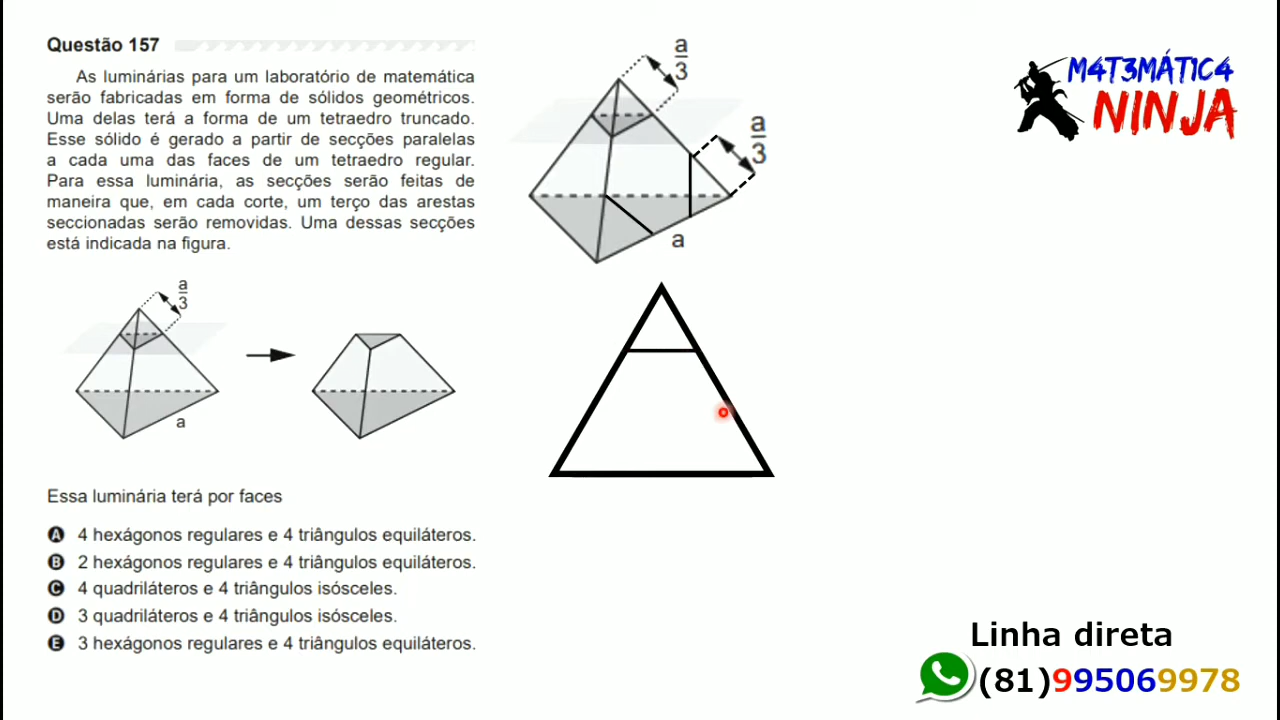 Questão 157
As luminárias para um laboratório de matemática
serão fabricadas em forma de sólidos geométricos.
Uma delas terá a forma de um tetraedro truncado.
Esse sólido é gerado a partir de secções paralelas
a cada uma das faces de um tetraedro regular.
Para essa luminária, as secções serão feitas de
maneira que, em cada corte, um terço das arestas
seccionadas serão removidas. Uma dessas secções
está indicada na figura.
a
3
a
Essa luminária terá por faces
A 4 hexágonos regulares e 4 triângulos equiláteros.
B 2 hexágonos regulares e 4 triângulos equiláteros.
C 4 quadriláteros e 4 triângulos isósceles.
D 3 quadriláteros e 4 triângulos isósceles.
E 3 hexágonos regulares e 4 triângulos equiláteros.
a
3
a
3
a
M4T3MÁTIC4
NINJA
Linha direta
(81)995069978